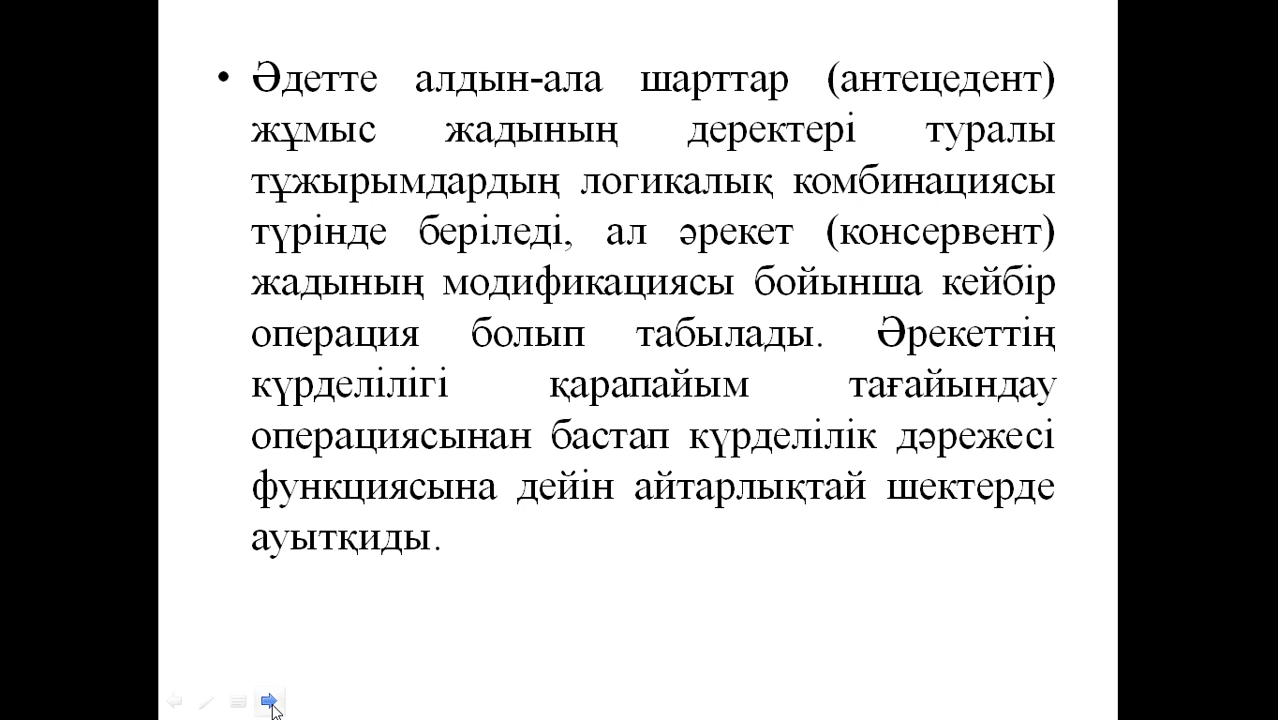 • Әдетте алдын-ала шарттар (антецедент)
жұмыс жадының деректері туралы
тұжырымдардың логикалық комбинациясы
түрінде беріледі, ал әрекет (консервент)
жадының модификациясы бойынша кейбір
операция болып табылады. Әрекеттің
күрделілігі қарапайым тағайындау
операциясынан бастап күрделілік дәрежесі
функциясына дейін айтарлықтай шектерде
ауытқиды.